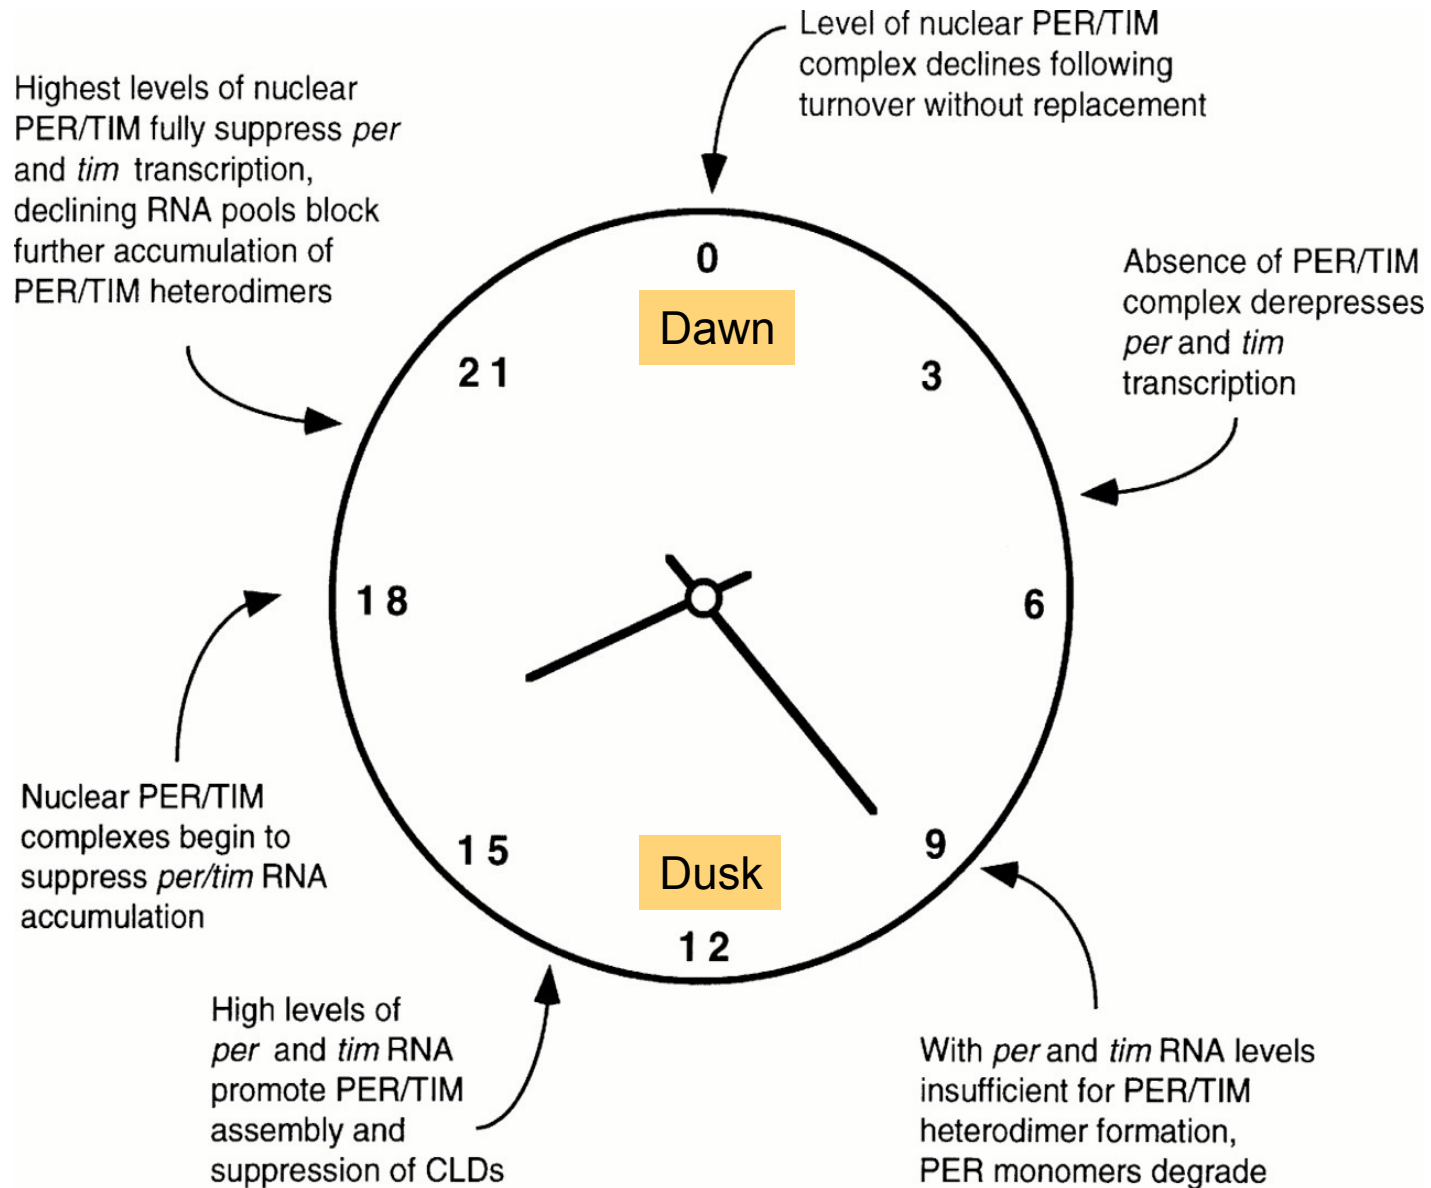 Level of nuclear PER/TIM
complex declines following
turnover without replacement
Highest levels of nuclear
PER/TIM fully suppress per
and tim transcription,
declining RNA pools block
further accumulation of
PER/TIM heterodimers
Absence of PER/TIM
complex derepresses
per and tim
transcription
0
Dawn
21
3
18
6
15
9
Dusk
12
Nuclear PER/TIM
complexes begin to
suppress per/tim RNA
accumulation
High levels of
per and tim RNA
promote PER/TIM
assembly and
suppression of CLDs
With per and tim RNA levels
insufficient for PER/TIM
heterodimer formation,
PER monomers degrade